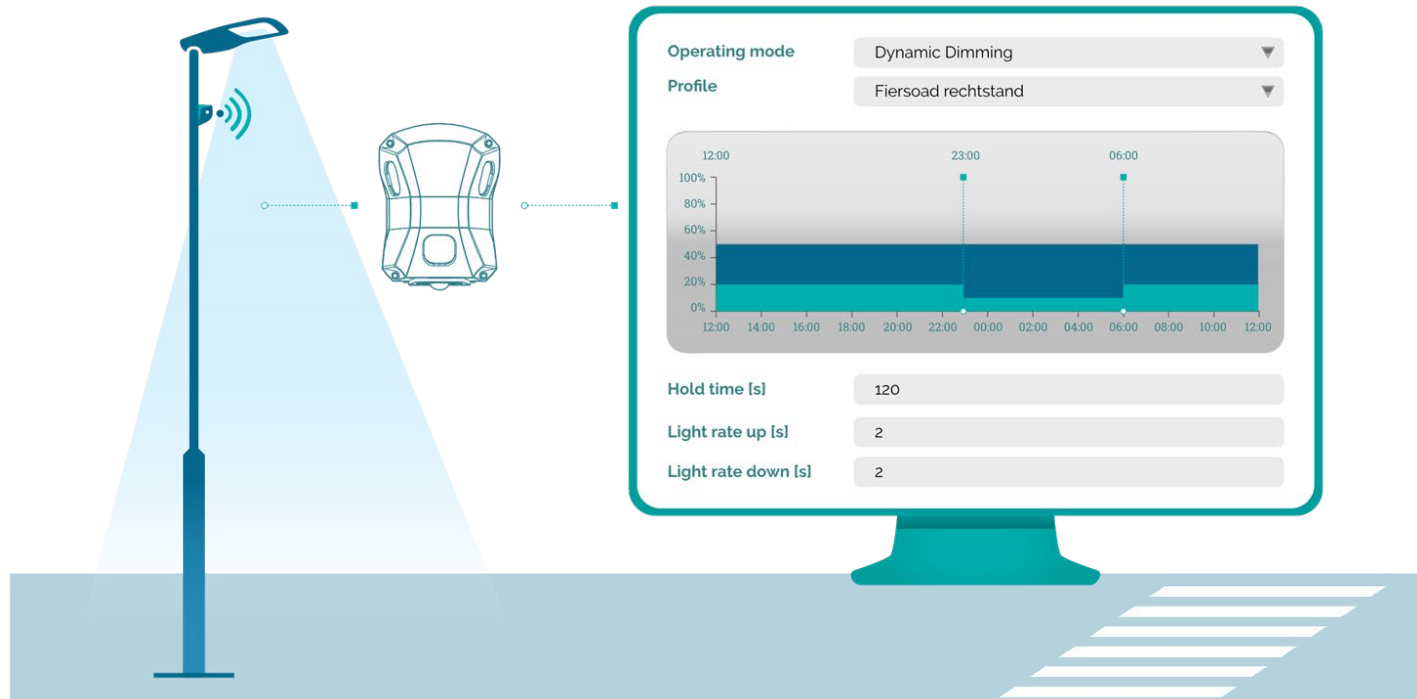 Operating mode
Dynamic Dimming
Profile
Fiersoad rechtstand
12:00 23:00 06:00
100%
80%
60%
40%
20%
0%
12:00 14:00 16:00 18:00 20:00 22:00 00:00 02:00 04:00 06:00 08:00 10:00 12:00
Hold time [s]
120
Light rate up [s]
2
Light rate down [s]
2